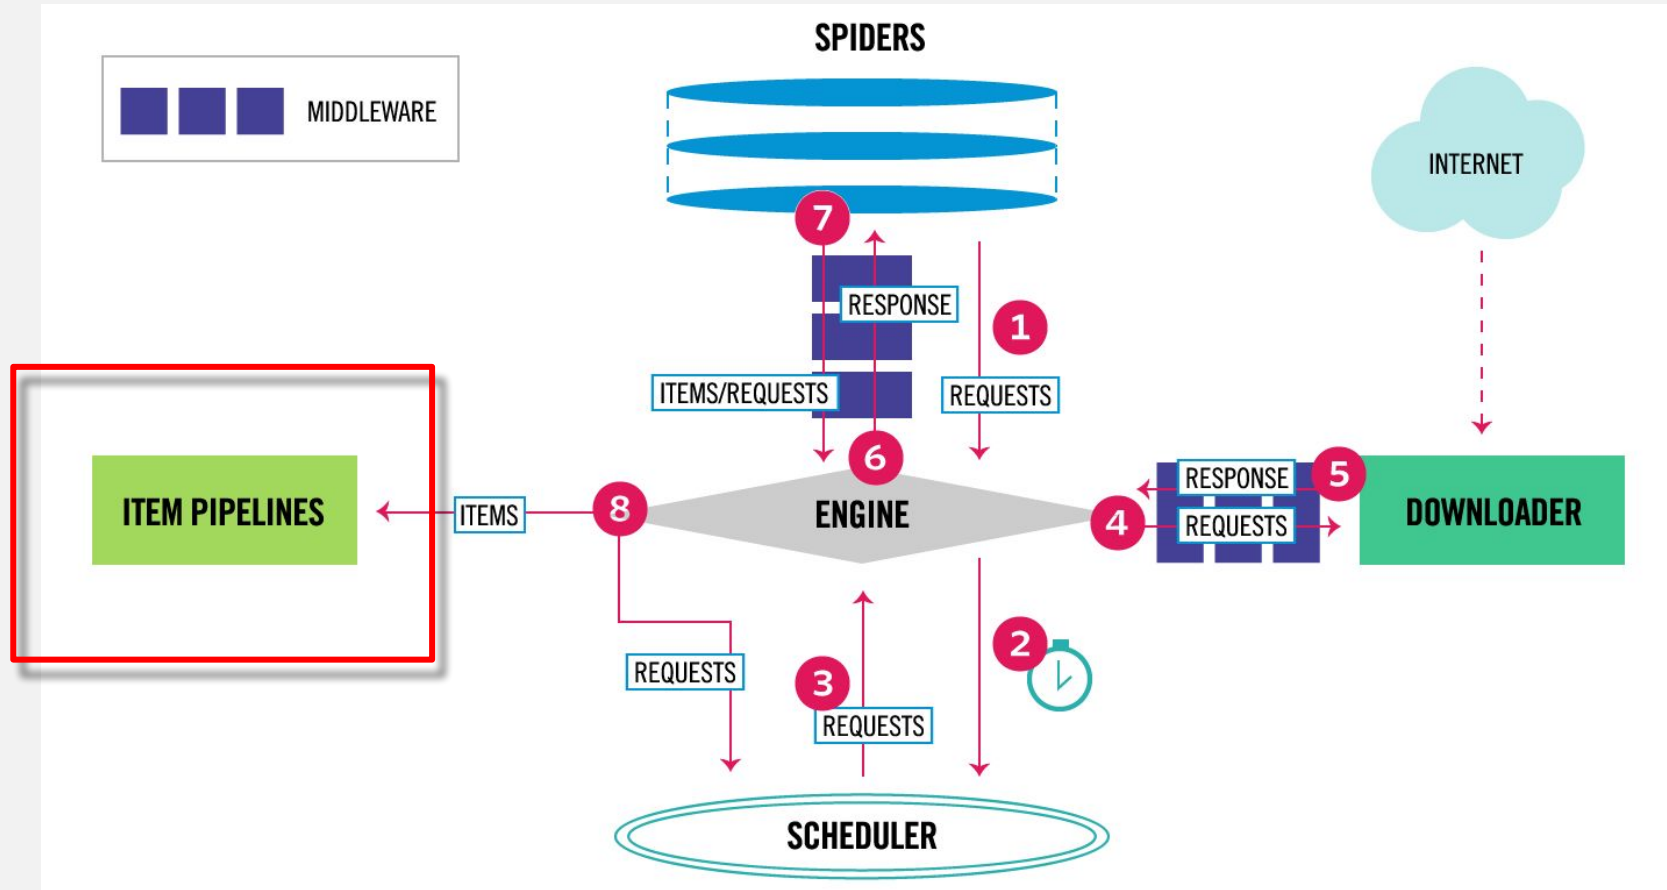 SPIDERS
MIDDLEWARE
INTERNET
7
RESPONSE
1
ITEMS/REQUESTS
REQUESTS
6
RESPONSE
5
ITEM PIPELINES
ITEMS
8
ENGINE
4
REQUESTS
DOWNLOADER
2
REQUESTS
3
REQUESTS
SCHEDULER